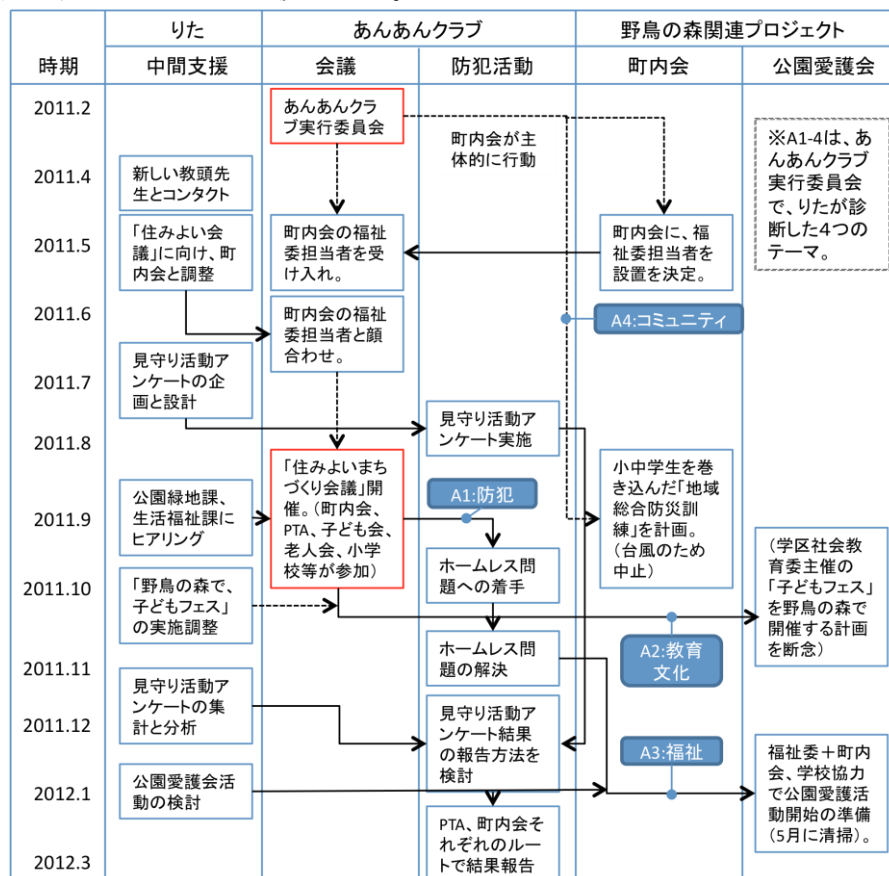 りた
あんあんクラブ
野鳥の森関連プロジェクト
時期
中間支援
会議
防犯活動
町内会
公園愛護会
2011.2
あんあんクラ
ブ実行委員会
町内会が主
体的に行動
※A1-4は、あ
んあんクラブ
実行委員会
で、りたが診
断した4つの
テーマ。
2011.4
新しい教頭先
生とコンタクト
2011.5
「住みよい会
議」に向け、町
内会と調整
町内会の福祉
委担当者を受
け入れ。
町内会に、福
祉委担当者を
設置を決定。
2011.6
町内会の福祉
委担当者と顔
合わせ。
A4:コミュニティ
2011.7
見守り活動ア
ンケートの企
画と設計
2011.8
見守り活動ア
ンケート実施
2011.9
公園緑地課、
生活福祉課に
ヒアリング
「住みよいまち
づくり会議」開
催。(町内会、
PTA、子ども会、
老人会、小学
校等が参加)
A1:防犯
小中学生を巻
き込んだ「地域
総合防災訓
練」を計画。
(台風のため
中止)
2011.10
「野鳥の森で、
子どもフェス」
の実施調整
ホームレス問
題への着手
(学区社会教
育委主催の
「子どもフェス」
を野鳥の森で
開催する計画
を断念)
A2:教育
文化
2011.11
ホームレス問
題の解決
2011.12
見守り活動ア
ンケートの集
計と分析
見守り活動ア
ンケート結果
の報告方法を
検討
A3:福祉
2012.1
公園愛護会活
動の検討
福祉委+町内
会、学校協力
で公園愛護活
動開始の準備
(5月に清掃)。
2012.3
PTA、町内会そ
れぞれのルー
トで結果報告